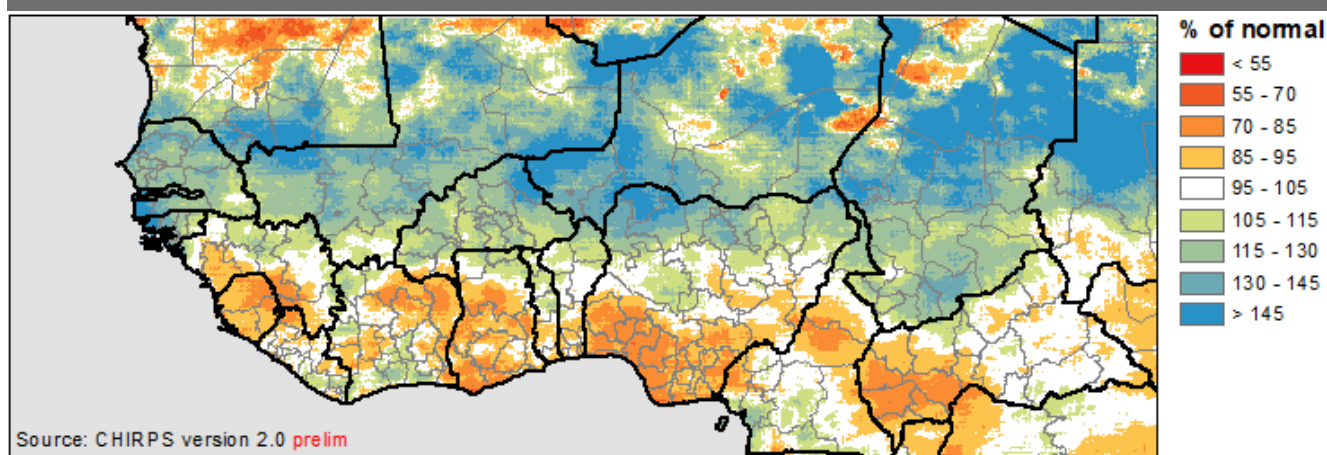 % of normal
< 55
55 - 70
70 - 85
85 - 95
95 - 105
105 - 115
115 - 130
130 - 145
> 145
Source: CHIRPS version 2.0 prelim